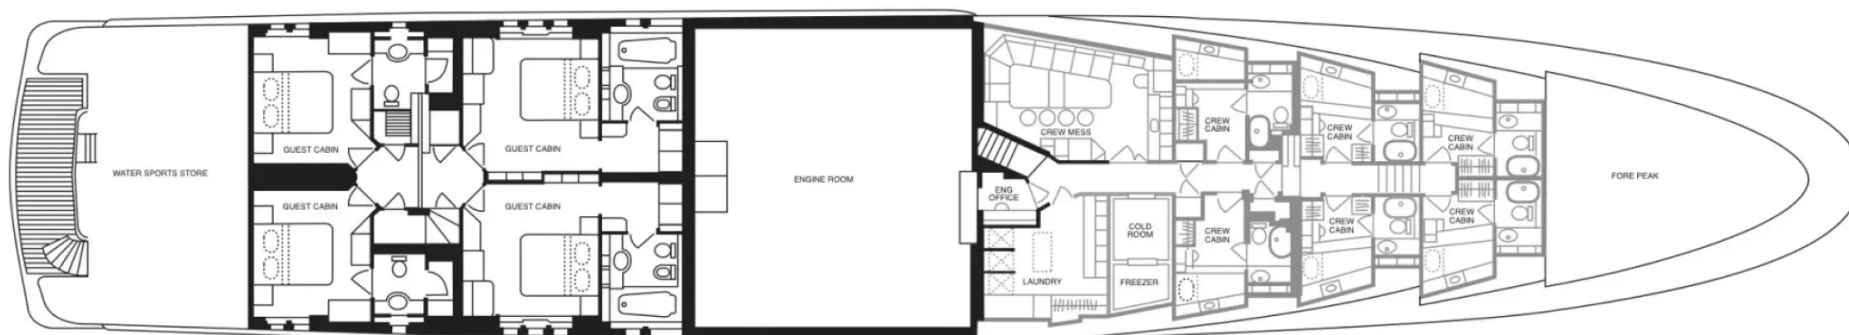 WATER SPORTS STORE
GUEST CABIN
GUEST CABIN
GUEST CABIN
GUEST CABIN
ENGINE ROOM
CREW MESS
ENG
OFFICE
LAUNDRY
COLD
ROOM
FREEZER
CREW
CABIN
CREW
CABIN
CREW
CABIN
CREW
CABIN
CREW
CABIN
CREW
CABIN
FORE PEAK